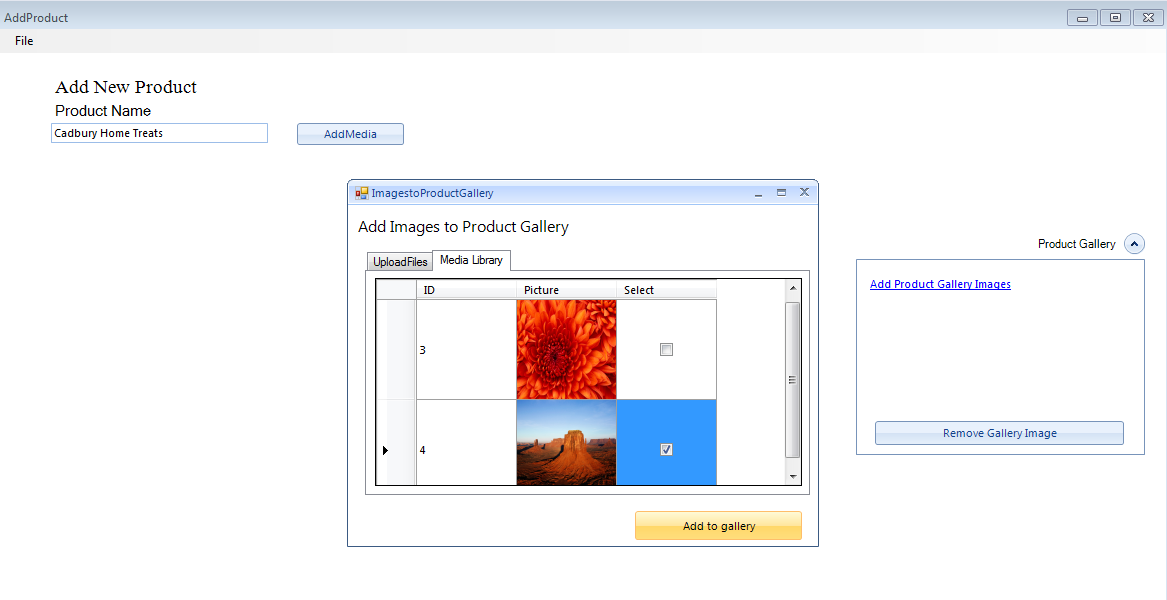 AddProduct
File
Add New Product
Product Name
Cadbury Home Treats
AddMedia
ImagestoProductGallery
Add Images to Product Gallery
UploadFiles Media Library
ID Picture Select
3
4
Add to gallery
Product Gallery
Add Product Gallery Images
Remove Gallery Image